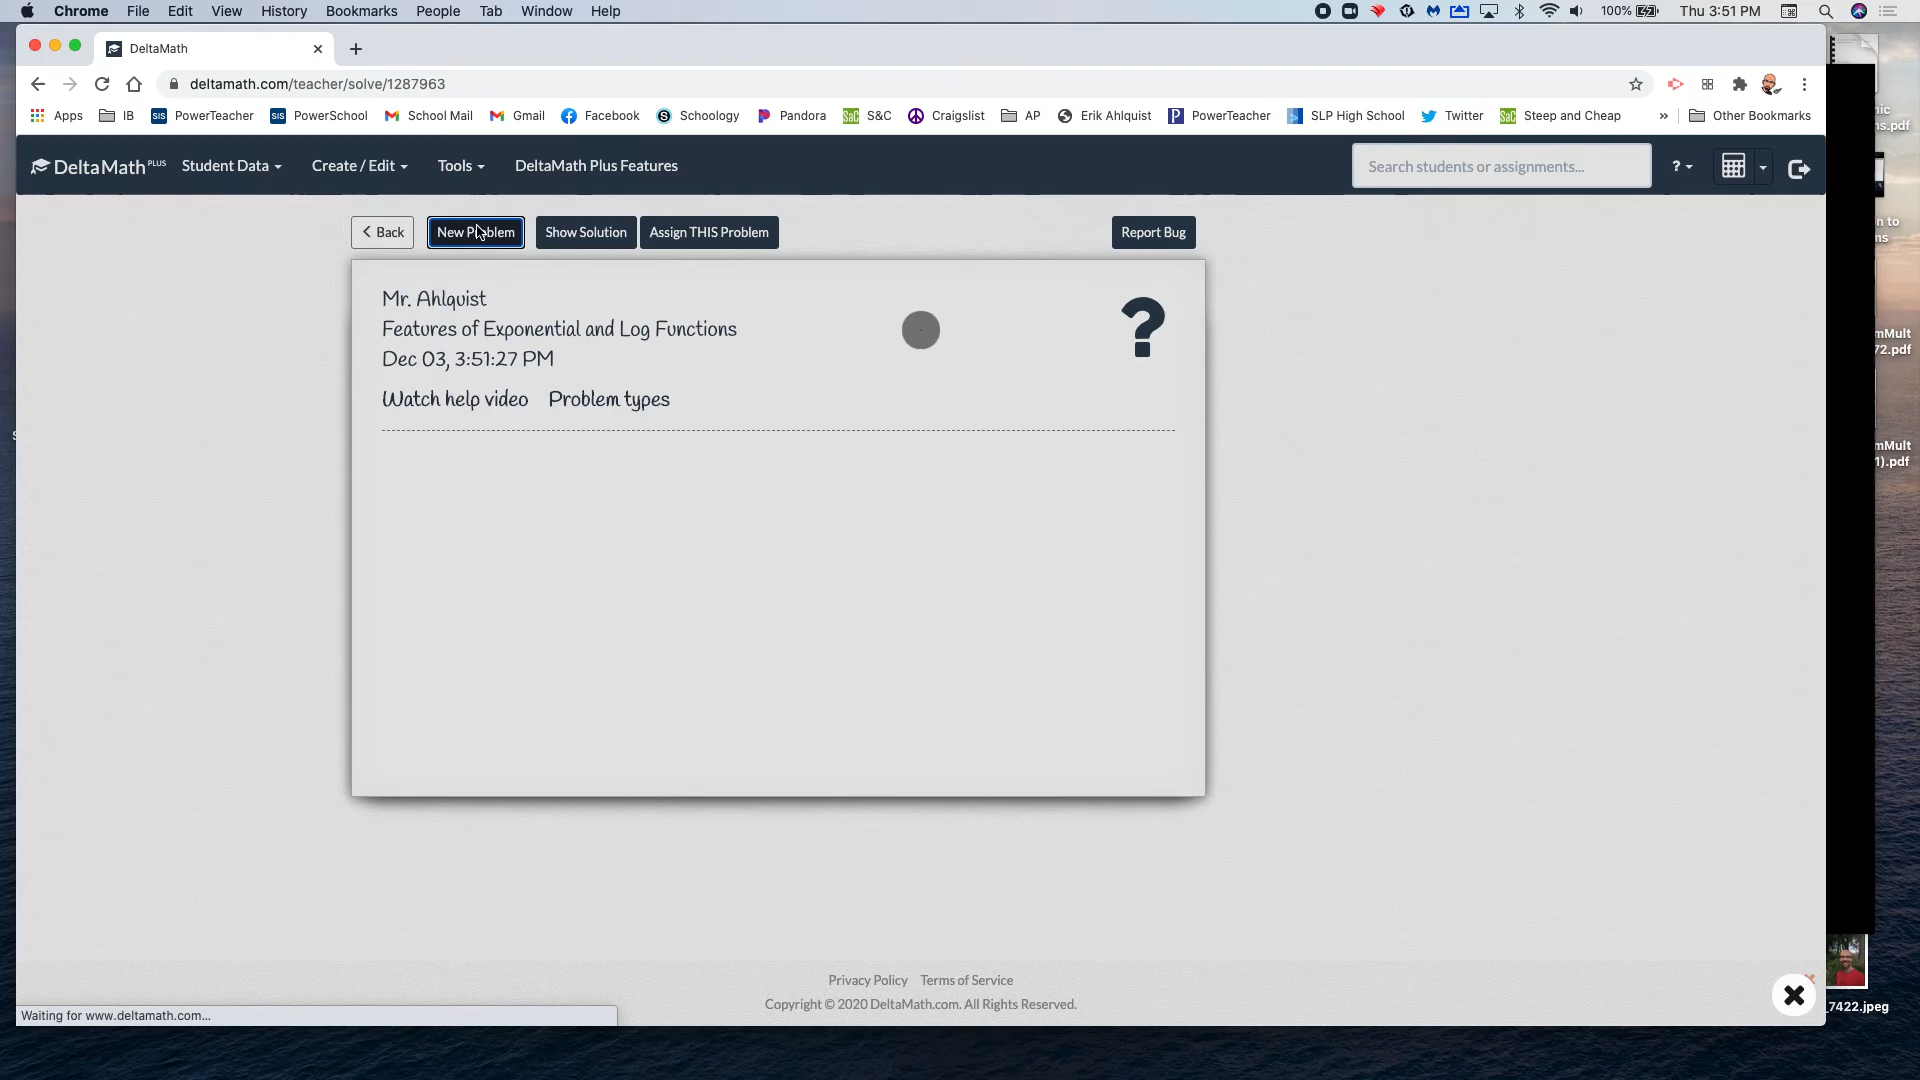 Chrome File Edit View History Bookmarks People Tab Window Help 100% Thu 3:51 PM
DeltaMath
deltamath.com/teacher/solve/1287963
Apps IB PowerTeacher PowerSchool School Mail Gmail Facebook Schoology Pandora S&C Craigslist AP Erik Ahlquist PowerTeacher SLP High School Twitter Steep and Cheap » Other Bookmarks
DeltaMath PLUS Student Data Create / Edit Tools DeltaMath Plus Features Search students or assignments... ?
Back New Problem Show Solution Assign THIS Problem Report Bug
Mr. Ahlquist
Features of Exponential and Log Functions
Dec 03, 3:51:27 PM
?
Watch help video Problem types
Privacy Policy Terms of Service
Copyright © 2020 DeltaMath.com. All Rights Reserved.
Waiting for www.deltamath.com...
_7422.jpeg